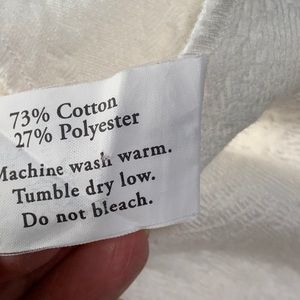 73% Cotton
27% Polyester
Machine wash warm.
Tumble dry low.
Do not bleach.